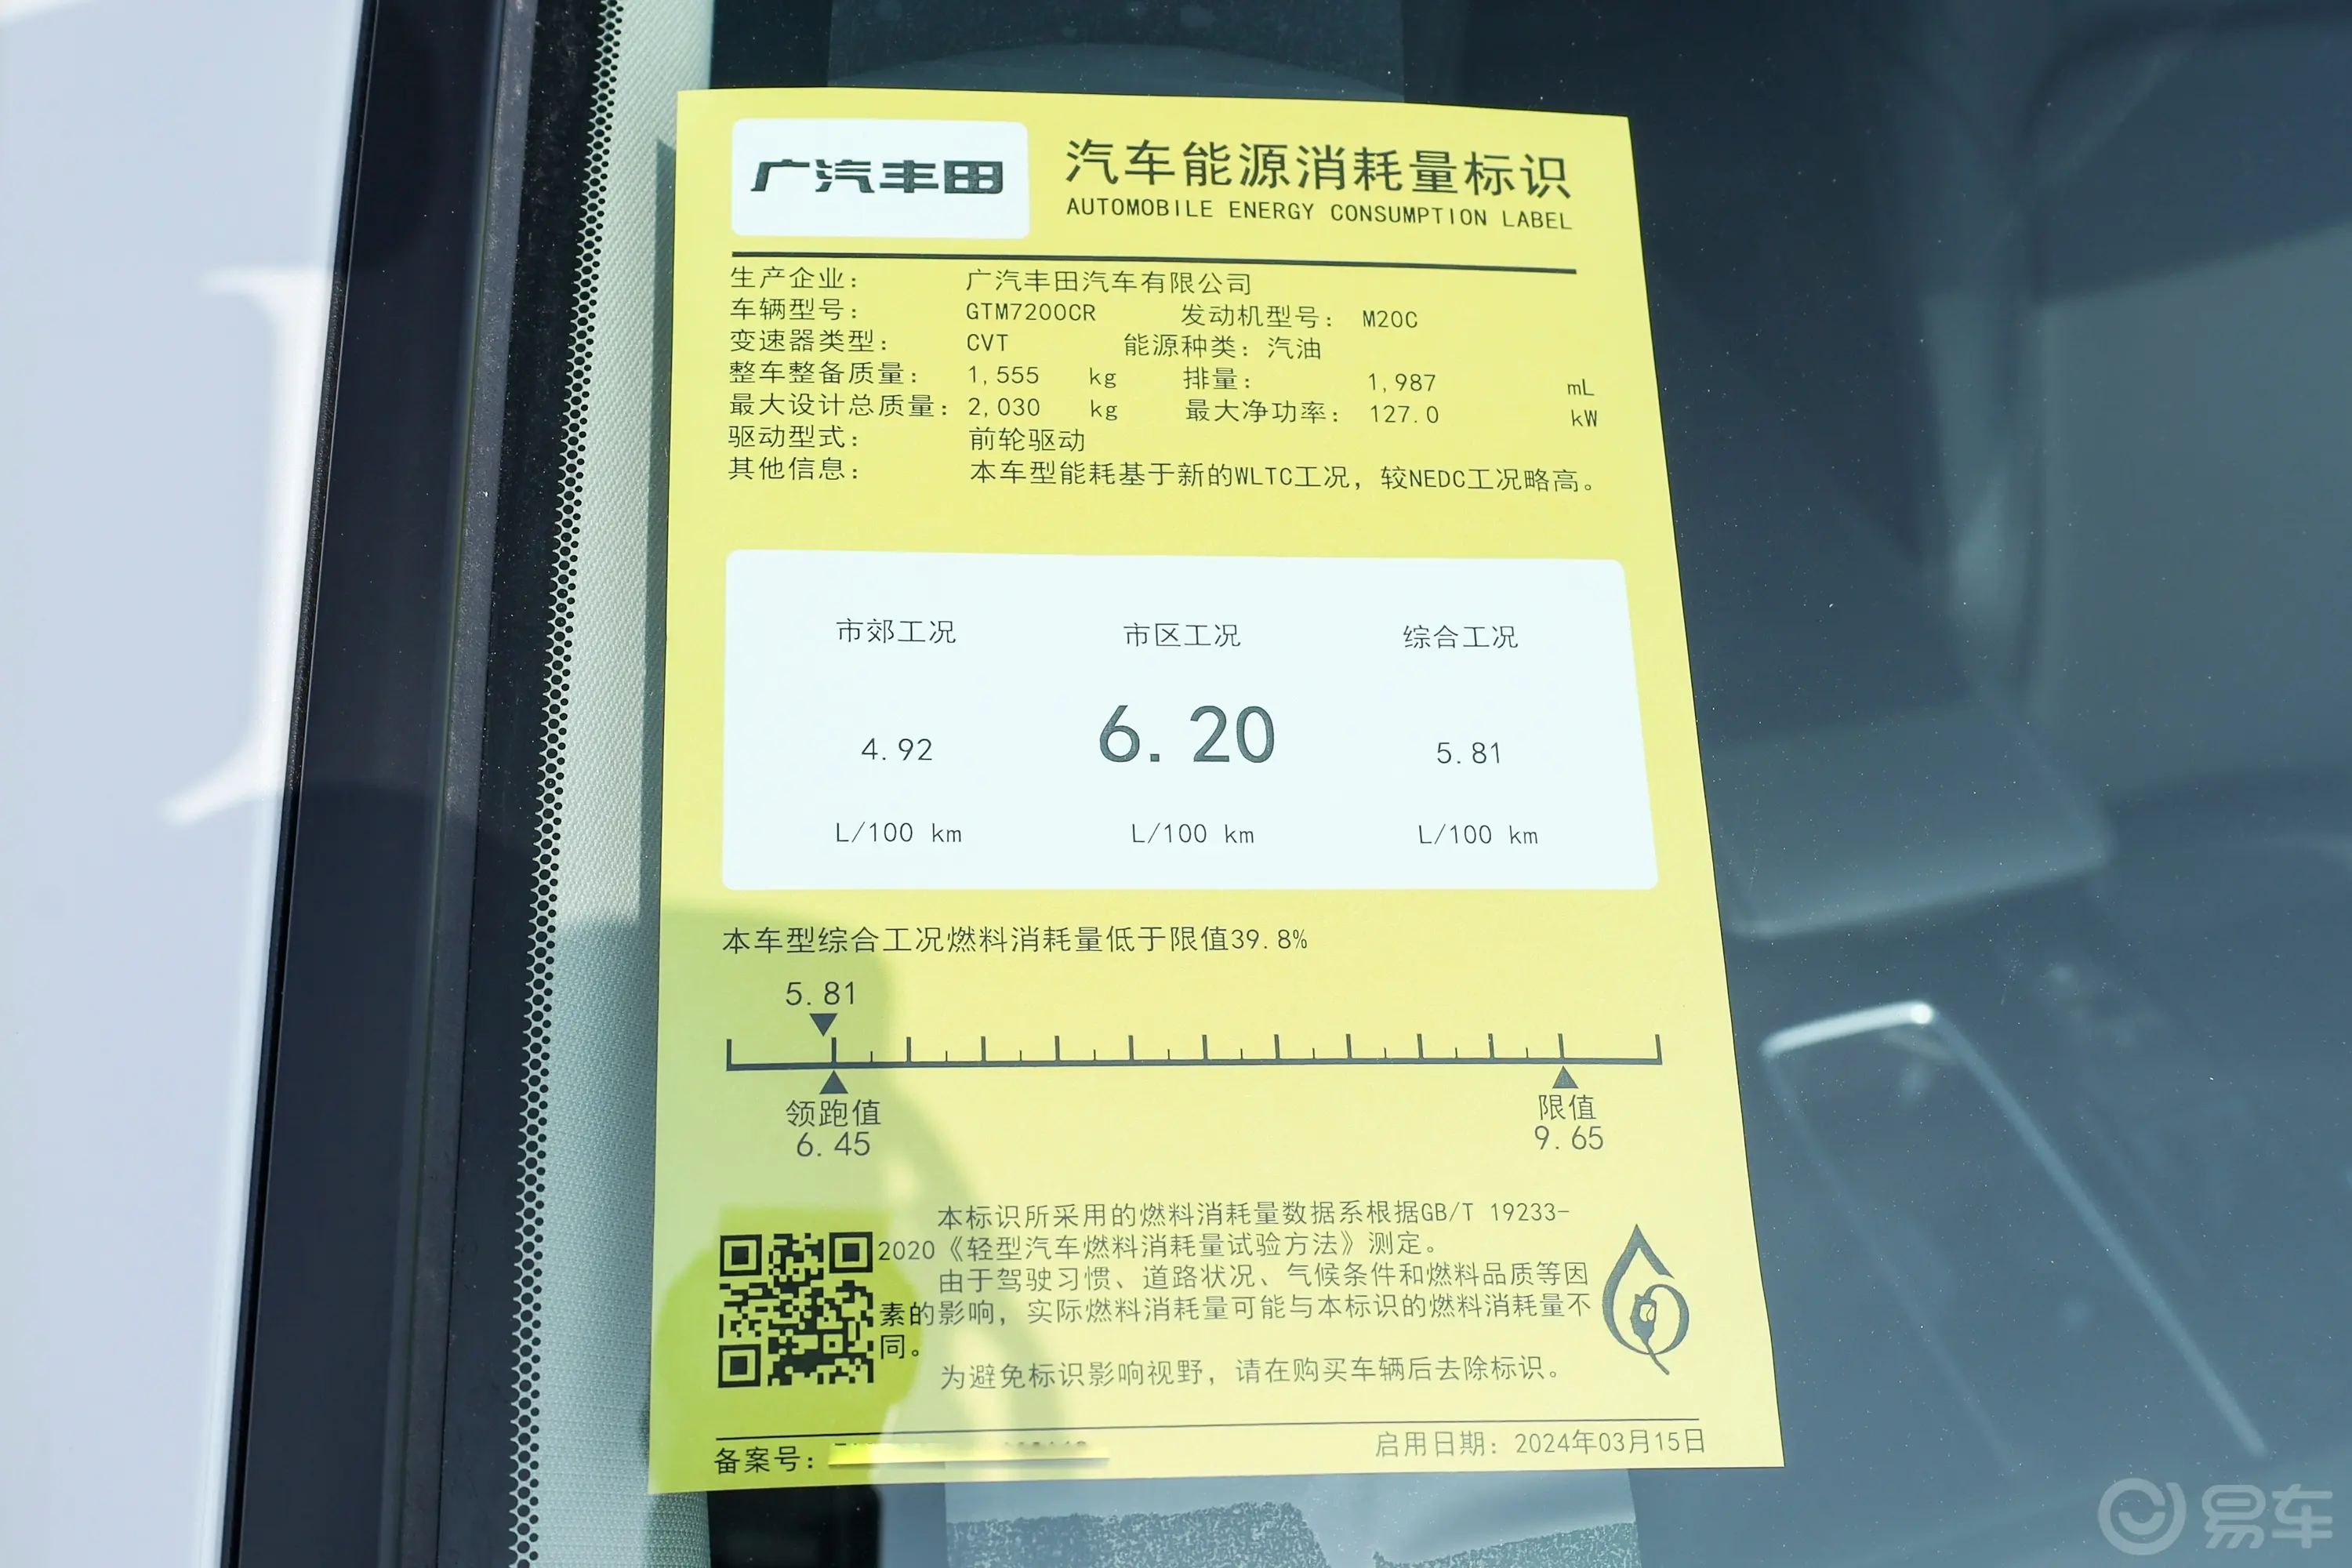 广汽丰田
汽车能源消耗量标识
AUTOMOBILE ENERGY CONSUMPTION LABEL
生产企业: 广汽丰田汽车有限公司
车辆型号: GTM7200CR 发动机型号: M20C
变速器类型: CVT 能源种类: 汽油
整车整备质量: 1,555 kg 排量: 1,987 mL
最大设计总质量: 2,030 kg 最大净功率: 127.0 kW
驱动型式: 前轮驱动
其他信息: 本车型能耗基于新的WLTC工况, 较NEDC工况略高。
市郊工况 市区工况 综合工况
4.92 6.20 5.81
L/100 km L/100 km L/100 km
本车型综合工况燃料消耗量低于限值39.8%
5.81
领跑值 限值
6.45 9.65
本标识所采用的燃料消耗量数据系根据GB/T 19233-
2020《轻型汽车燃料消耗量试验方法》测定。
由于驾驶习惯、道路状况、气候条件和燃料品质等因
素的影响, 实际燃料消耗量可能与本标识的燃料消耗量不
同。
为避免标识影响视野, 请在购买车辆后去除标识。
备案号: 启用日期: 2024年03月15日
易车